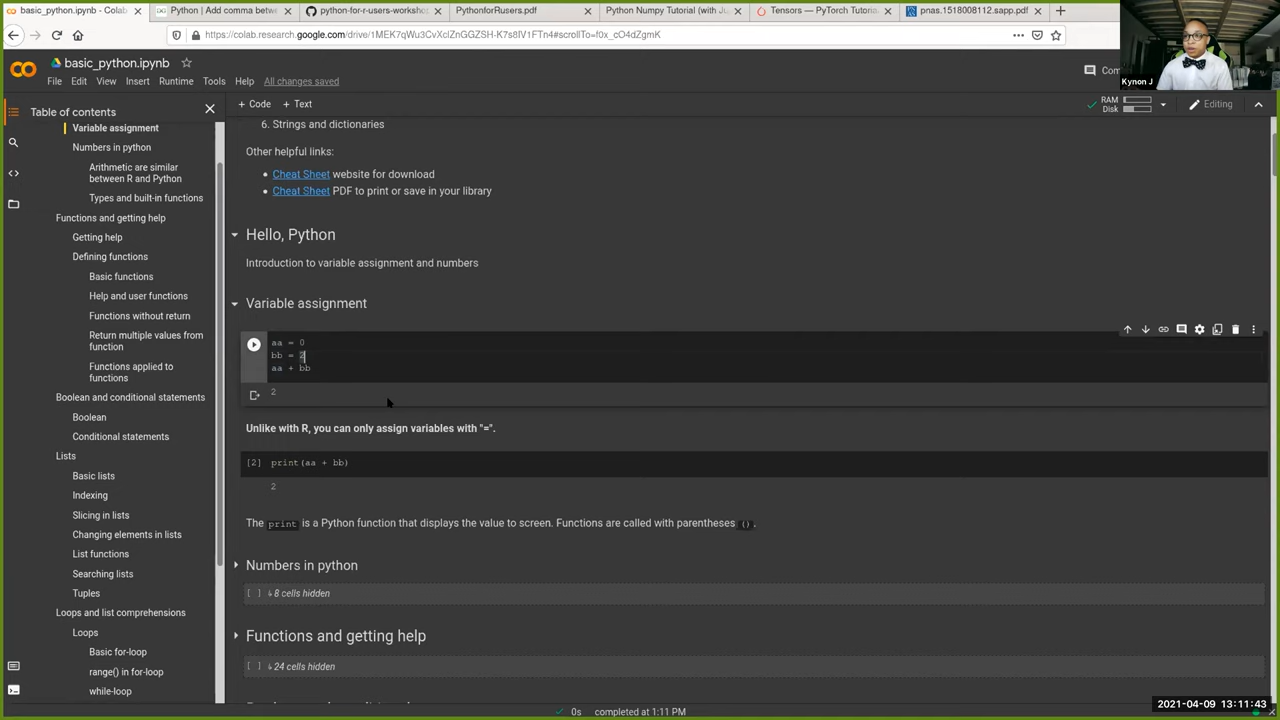 basic_python.ipynb - Colab
Python | Add comma betwe
python-for-r-users-worksho
PythonforRusers.pdf
Python Numpy Tutorial (with Ju
Tensors — PyTorch Tutoria
pnas.1518008112.sapp.pdf
https://colab.research.google.com/drive/1MEK7qWu3CvXclZnGGZSH-K7s8IV1FTn4#scrollTo=f0x_cO4dZgmK
basic_python.ipynb
File Edit View Insert Runtime Tools Help All changes saved
Com
Kynon J
Table of contents
+ Code + Text
RAM
Disk
Editing
Variable assignment
Numbers in python
Arithmetic are similar
between R and Python
Types and built-in functions
Functions and getting help
Getting help
Defining functions
Basic functions
Help and user functions
Functions without return
Return multiple values from
function
Functions applied to
functions
Boolean and conditional statements
Boolean
Conditional statements
Lists
Basic lists
Indexing
Slicing in lists
Changing elements in lists
List functions
Searching lists
Tuples
Loops and list comprehensions
Loops
Basic for-loop
range() in for-loop
while-loop
6. Strings and dictionaries
Other helpful links:
• Cheat Sheet website for download
• Cheat Sheet PDF to print or save in your library
Hello, Python
Introduction to variable assignment and numbers
Variable assignment
aa = 0
bb = 2
aa + bb
2
Unlike with R, you can only assign variables with "=".
[2] print(aa + bb)
2
The print is a Python function that displays the value to screen. Functions are called with parentheses ().
Numbers in python
[ ] ↳ 8 cells hidden
Functions and getting help
[ ] ↳ 24 cells hidden
0s completed at 1:11 PM
2021-04-09 13:11:43